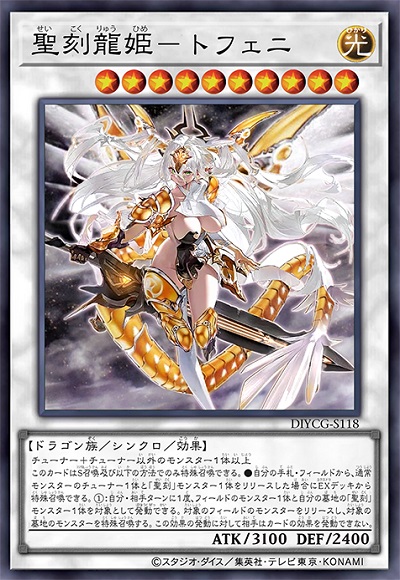 せい こく りゅう ひめ
聖刻龍姫－トフェニ
ひかり
光
DIYCG-S118
【ドラゴン族／シンクロ／効果】
チューナー＋チューナー以外のモンスター1体以上
このカードはS召喚及び以下の方法でのみ特殊召喚できる。●自分の手札・フィールドから、通常
モンスターのチューナー1体と「聖刻」モンスター1体をリリースした場合にEXデッキから
特殊召喚できる。①:自分・相手ターンに1度、フィールドのモンスター1体と自分の墓地の「聖刻」
モンスター1体を対象として発動できる。対象のフィールドのモンスターをリリースし、対象の
墓地のモンスターを特殊召喚する。この効果の発動に対して相手はカードの効果を発動できない。
ATK/3100 DEF/2400
©スタジオ・ダイス／集英社・テレビ東京・KONAMI